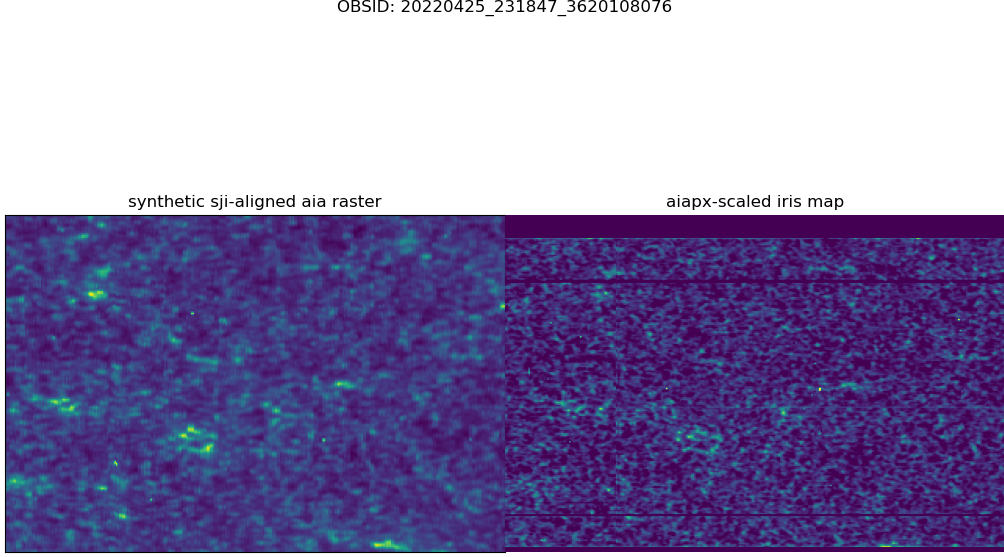 OBSID: 20220425_231847_3620108076
synthetic sji-aligned aia raster
aiapx-scaled iris map